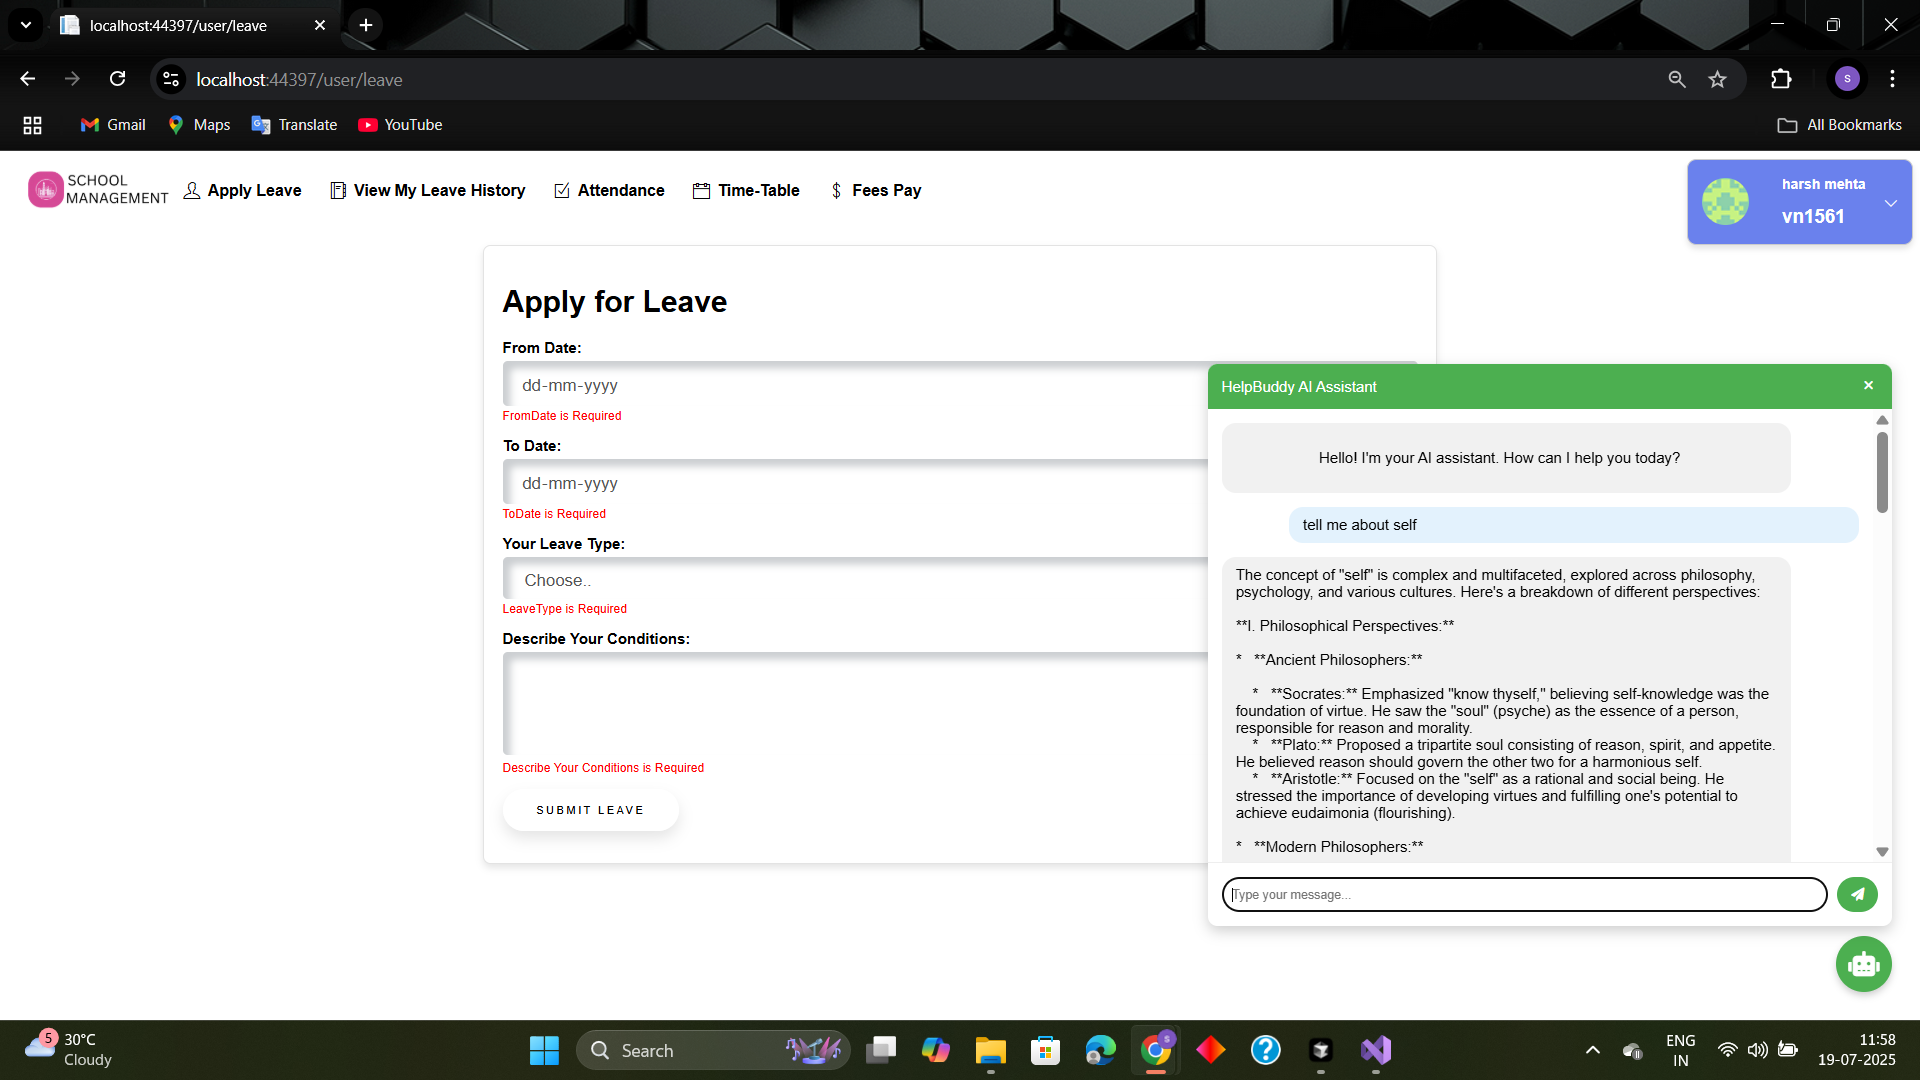 localhost:44397/user/leave
localhost:44397/user/leave
S
Gmail
Maps
Translate
YouTube
All Bookmarks
SCHOOL
MANAGEMENT
Apply Leave
View My Leave History
Attendance
Time-Table
$ Fees Pay
harsh mehta
vn1561
Apply for Leave
From Date:
dd-mm-yyyy
FromDate is Required
To Date:
dd-mm-yyyy
ToDate is Required
Your Leave Type:
Choose..
LeaveType is Required
Describe Your Conditions:
Describe Your Conditions is Required
SUBMIT LEAVE
HelpBuddy AI Assistant
×
Hello! I'm your AI assistant. How can I help you today?
tell me about self
The concept of "self" is complex and multifaceted, explored across philosophy,
psychology, and various cultures. Here's a breakdown of different perspectives:
**I. Philosophical Perspectives:**
* **Ancient Philosophers:**
* **Socrates:** Emphasized "know thyself," believing self-knowledge was the
foundation of virtue. He saw the "soul" (psyche) as the essence of a person,
responsible for reason and morality.
* **Plato:** Proposed a tripartite soul consisting of reason, spirit, and appetite.
He believed reason should govern the other two for a harmonious self.
* **Aristotle:** Focused on the "self" as a rational and social being. He
stressed the importance of developing virtues and fulfilling one's potential to
achieve eudaimonia (flourishing).
* **Modern Philosophers:**
Type your message...
5
30°C
Cloudy
Search
S
?
ENG
IN
11:58
19-07-2025